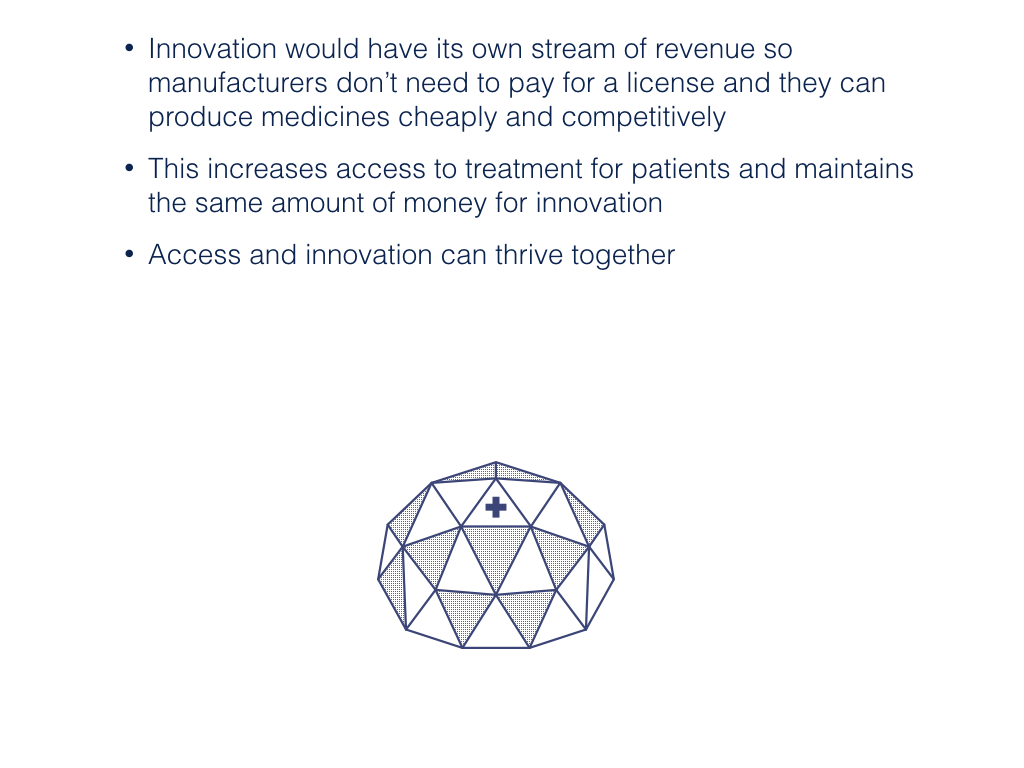 • Innovation would have its own stream of revenue so
manufacturers don’t need to pay for a license and they can
produce medicines cheaply and competitively
• This increases access to treatment for patients and maintains
the same amount of money for innovation
• Access and innovation can thrive together